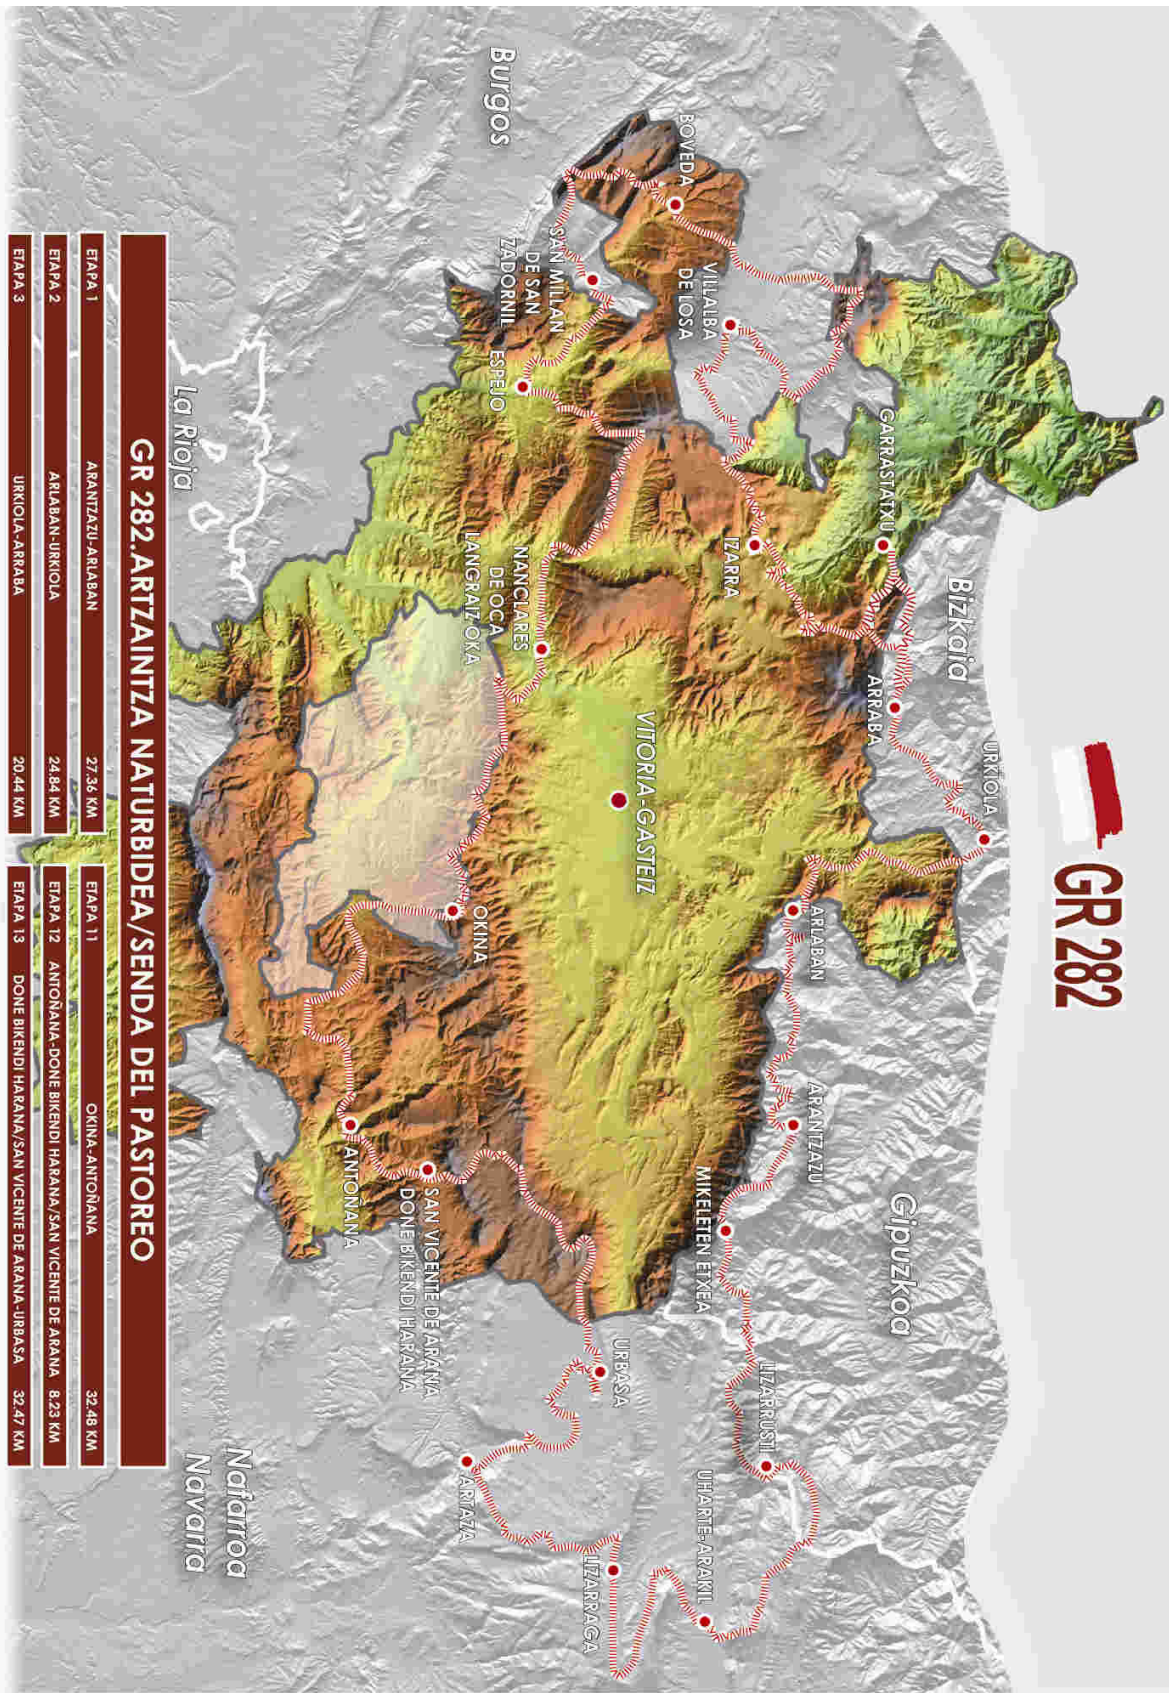 GR 282
Bizkaia
Gipuzkoa
Burgos
La Rioja
Nafarroa
Navarra
URKIOLA
GARRASTATXU
ARRABA
BOVEDA
VILLALBA
DE LOSA
IZARRA
ARLABAN
ARANTZAZU
MIKELETEN ETXEA
LIZARRUSTI
UHARTE-ARAKIL
SAN MILLAN
DE SAN
ZADORNIL
ESPEJO
NANCLARES
DE OCA
LANGRAIZ OKA
VITORIA-GASTEIZ
OKINA
URBASA
LIZARRAGA
SAN VICENTE DE ARANA
DONE BIKENDI HARANA
ARTAZA
ANTOÑANA
GR 282.ARTZAINTZA NATURBIDEA/SENDA DEL PASTOREO
ETAPA 1 ARANTZAZU-ARLABAN 27.36 KM
ETAPA 2 ARLABAN-URKIOLA 24.84 KM
ETAPA 3 URKIOLA-ARRABA 20.44 KM
ETAPA 11 OKINA-ANTOÑANA 32.48 KM
ETAPA 12 ANTOÑANA-DONE BIKENDI HARANA/SAN VICENTE DE ARANA 8.23 KM
ETAPA 13 DONE BIKENDI HARANA/SAN VICENTE DE ARANA-URBASA 32.47 KM